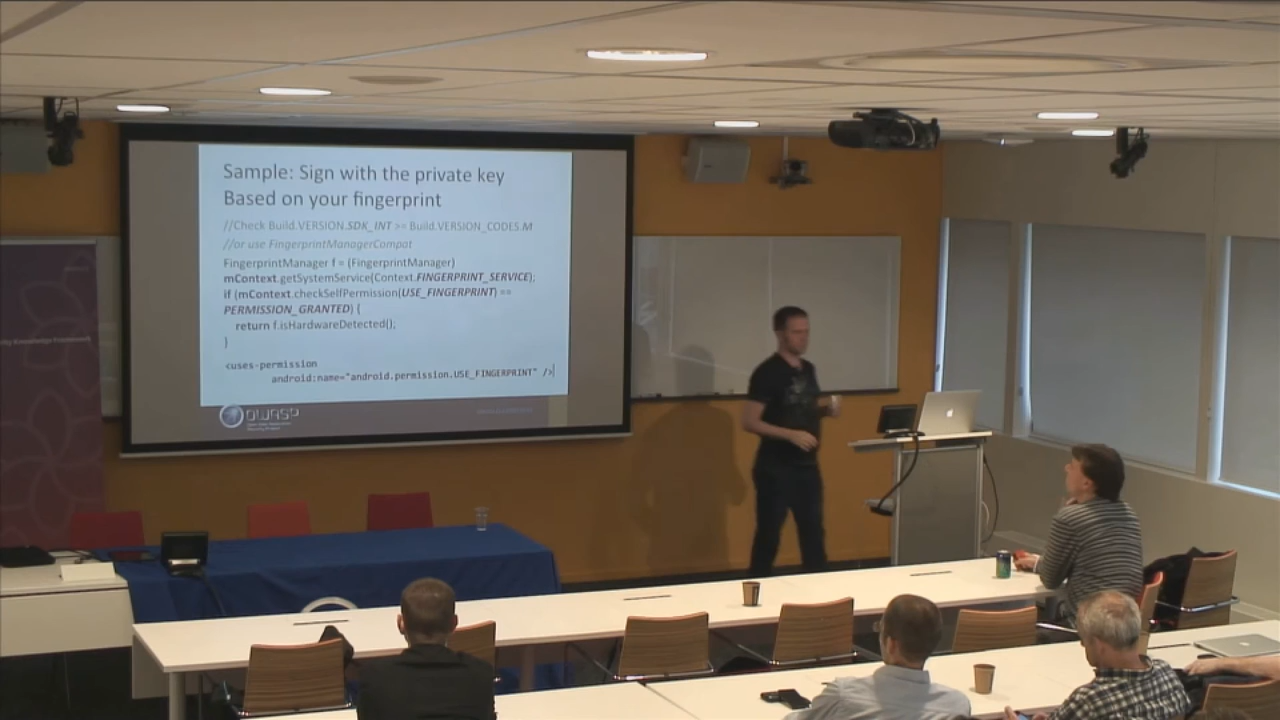 Sample: Sign with the private key
Based on your fingerprint
//Check Build.VERSION.SDK_INT >= Build.VERSION_CODES.M
//or use FingerprintManagerCompat
FingerprintManager f = (FingerprintManager)
mContext.getSystemService(Context.FINGERPRINT_SERVICE);
if (mContext.checkSelfPermission(USE_FINGERPRINT) ==
PERMISSION_GRANTED) {
return f.isHardwareDetected();
}
<uses-permission
android:name="android.permission.USE_FINGERPRINT" />
OWASP